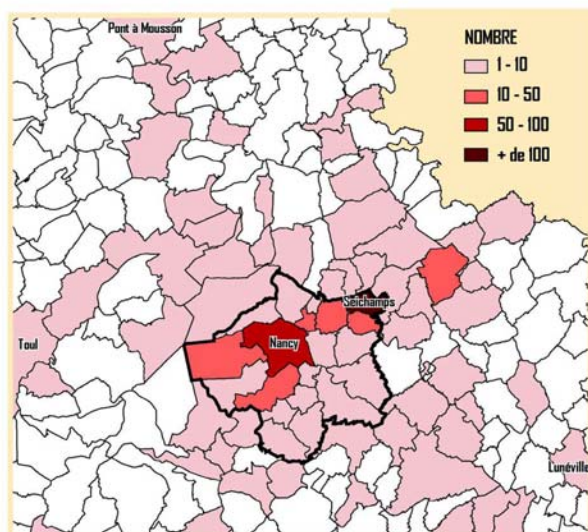 Pont à Mousson
NOMBRE
1 - 10
10 - 50
50 - 100
+ de 100
Seichamps
Toul
Nancy
Lunéville